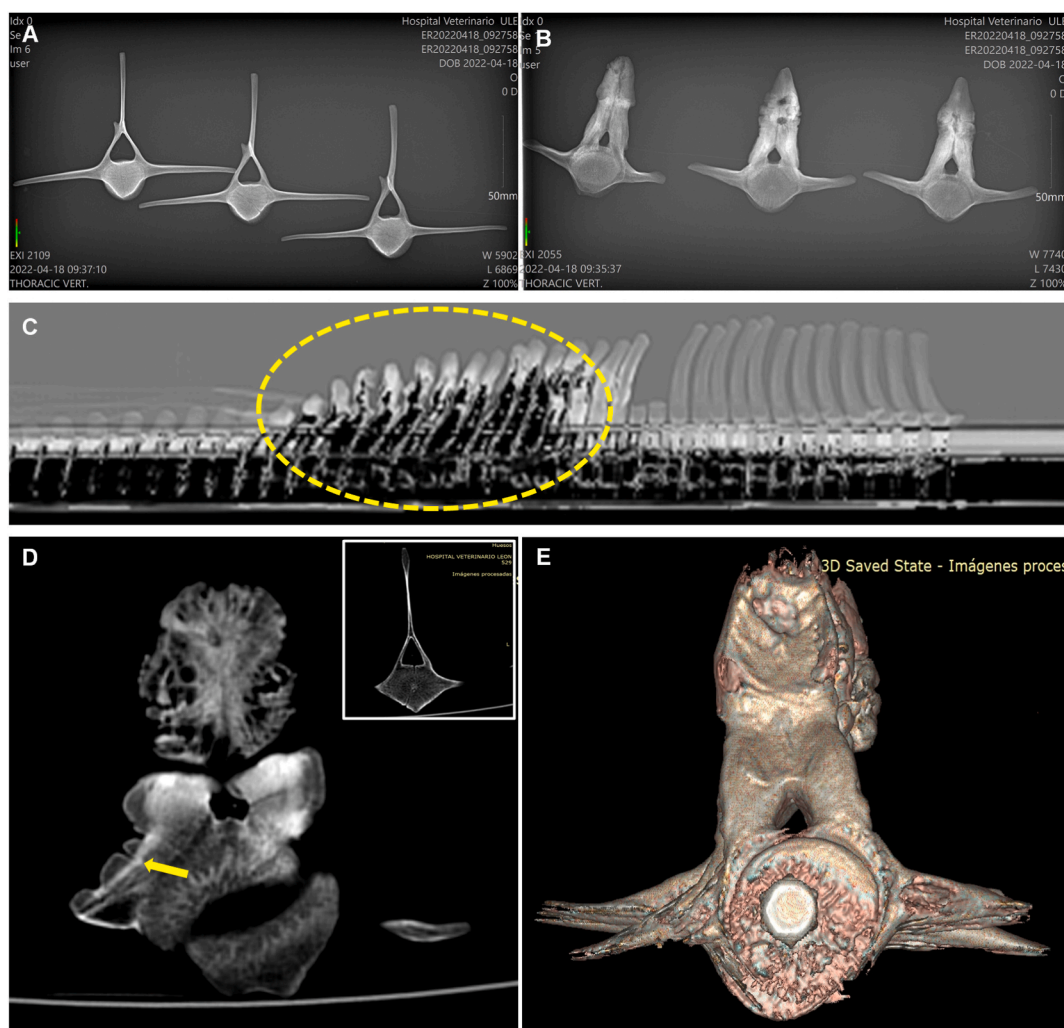 A
Idx 0
Se
Im 6
user
Hospital Veterinario ULE
ER20220418_092758
ER20220418_092758
DOB 2022-04-18
0 D
50mm
EXI 2109
2022-04-18 09:37:10
THORACIC VERT.
W 5902
L 6869
Z 100%
B
Idx 0
Im 5
user
Hospital Veterinario ULE
ER20220418_092758
ER20220418_092758
DOB 2022-04-18
0 D
50mm
EXI 2055
2022-04-18 09:35:37
THORACIC VERT.
W 7740
L 7430
Z 100%
C
D
Huesos
HOSPITAL VETERINARIO LEON
529
Imágenes procesadas
L
E
3D Saved State - Imágenes proces